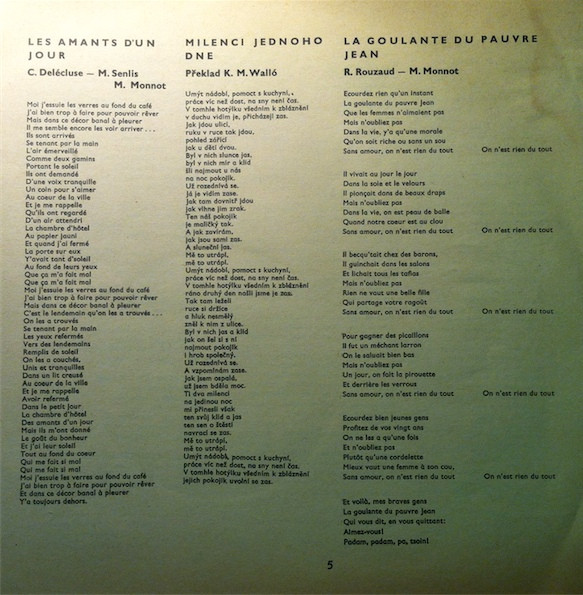 LES AMANTS D'UN
JOUR
C. Delécluse — M. Senlis
M. Monnot
Moj j'essuie les verres au fond du café
J'ai bien trop à faire pour pouvoir rêver
Mais dans ce décor banal à pleurer
Il me semble encore les voir arriver . . .
Ils sont arrivés
Se tenant par la main
L'air émerveillé
Comme deux gamins
Portant le soleil
Ils ont demandé
D'une voix tranquille
Un coin pour s'aimer
Au coeur de la ville
Et je me rappelle
Qu'ils ont regardé
D'un air attendri
La chambre d'hôtel
Au papier jauni
Et quand j'ai fermé
La porte sur eux
Y'avait tant d'soleil
Au fond de leurs yeux
Que ça m'a fait mal
Que ça m'a fait mal
Moi j'essuie les verres au fond du café
J'ai bien trop à faire pour pouvoir rêver
Mais dans ce décor banal à pleurer
C'est le lendemain qu'on les a trouvés . . .
On les a trouvés
Se tenant par la main
Les yeux refermés
Vers des lendemains
Remplis de soleil
On les a couchés,
Unis et tranquilles
Dans un lit creusé
Au coeur de la ville
Et je me rappelle
Avoir refermé
Dans le petit jour
La chambre d'hôtel
Des amants d'un jour
Mais ils m'ont donné
Le goût du bonheur
Et j'ai leur soleil
Tout au fond du coeur
Qui me fait si mal
Qui me fait si mal
Moi j'essuie les verres au fond du café
J'ai bien trop à faire pour pouvoir rêver
Et dans ce décor banal à pleurer
Y'a toujours dehors.
MILENCI JEDNOHO
DNE
Překlad K. M. Walló
Umýt nádobí, pomoct s kuchyní,
práce víc než dost, na sny není čas.
V tomhle hotýlku všedním k zbláznění
v duchu vidím je, přicházejí zas.
Jak jdou ulicí,
ruku v ruce tak jdou,
pohled zářící
jak u dětí dvou.
Byl v nich slunce jas,
byl v nich mír a klid
šli najmout u nás
na noc pokojík.
Už rozednívá se.
Já je vidím zase.
Jak tam dovnitř jdou
jak vlhne jim zrak.
Ten náš pokojík
je maličký tak.
A jak zavírám,
jak jsou sami zas.
A sluneční jas.
Mě to utrápí,
mě to utrápí.
Umýt nádobí, pomoct s kuchyní,
práce víc než dost, na sny není čas.
V tomhle hotýlku všedním k zbláznění
ráno druhý den našli jsme je zas.
Tak tam leželi
ruce si držíce
a hluk nesmělý
zněl k nim z ulice.
Byl v nich jas a klid
jak on šel si s ní
najmout pokojík
i hrob společný.
Už rozednívá se.
A vzpomínám zase.
jak jsem ospalá,
už jsem bdělo moc.
Ti dva milenci
na jedinou noc
mi přinesli však
ten svůj klid a jas
ten sen o štěstí
navrací se zas.
Mě to utrápí,
mě to utrápí.
Umýt nádobí, pomoct s kuchyní,
práce víc než dost, na sny není čas.
V tomhle hotýlku všedním k zbláznění
jejich pokojík uvolní se zas.
LA GOULANTE DU PAUVRE
JEAN
R. Rouzaud — M. Monnot
Ecourdez rien qu'un instant
La goulante du pauvre Jean
Que les femmes n'aimaient pas
Mais n'oubliez pas
Dans la vie, y'a qu'une morale
Qu'on soit riche ou sans un sou
Sans amour, on n'est rien du tout On n'est rien du tout
Il vivait au jour le jour
Dans la soie et le velours
Il pionçait dans de beaux draps
Mais n'oubliez pas
Dans la vie, on est peau de balle
Quand notre coeur est au clou
Sans amour, on n'est rien du tout On n'est rien du tout
Il becqu'tait chez des barons,
Il guinchait dans les salons
Et lichait tous les tafias
Mais n'oubliez pas
Rien ne vaut une belle fille
Qui partage votre ragoût
Sans amour, on n'est rien du tout On n'est rien du tout
Pour gagner des picaillons
Il fut un méchant larron
On le saluait bien bas
Mais n'oubliez pas
Un jour, on fait la pirouette
Et derrière les verrous
Sans amour, on n'est rien du tout On n'est rien du tout
Ecourdez bien jeunes gens
Profitez de vos vingt ans
On ne les a qu'une fois
Et n'oubliez pas
Plutôt qu'une cordelette
Mieux vaut une femme à son cou,
Sans amour, on n'est rien du tout On n'est rien du tout
Et voilà, mes braves gens
La goulante du pauvre Jean
Qui vous dit, en vous quittant:
Aimez-vous!
Padam, padam, pa, tsoin!
5